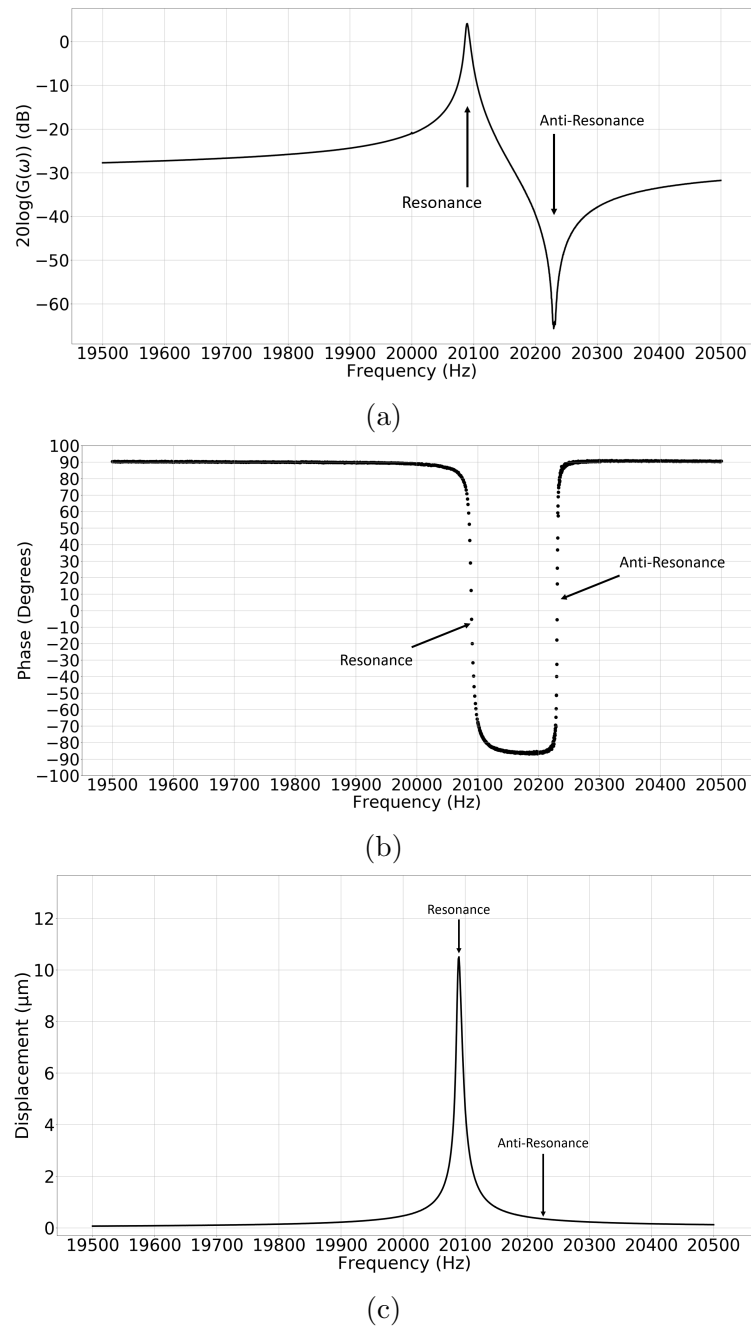 20log(G(ω)) (dB)
0
−10
−20
−30
−40
−50
−60
Resonance
Anti-Resonance
19500 19600 19700 19800 19900 20000 20100 20200 20300 20400 20500
Frequency (Hz)
(a)
Phase (Degrees)
100
90
80
70
60
50
40
30
20
10
0
−10
−20
−30
−40
−50
−60
−70
−80
−90
−100
Anti-Resonance
Resonance
19500 19600 19700 19800 19900 20000 20100 20200 20300 20400 20500
Frequency (Hz)
(b)
Displacement (μm)
12
10
8
6
4
2
0
Resonance
Anti-Resonance
19500 19600 19700 19800 19900 20000 20100 20200 20300 20400 20500
Frequency (Hz)
(c)